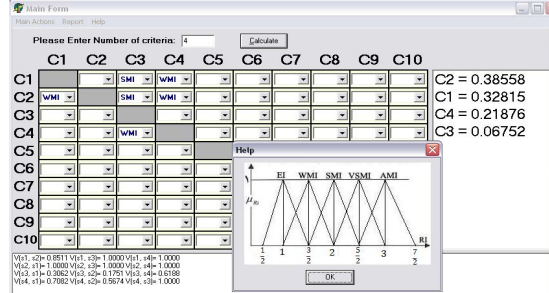 Main Form
Main Actions Report Help
Please Enter Number of criteria: 4 Calculate
C1 C2 C3 C4 C5 C6 C7 C8 C9 C10
C1 SMI WMI
C2 WMI SMI WMI
C3
C4 WMI
C5
C6
C7
C8
C9
C10
C2 = 0.38558
C1 = 0.32815
C4 = 0.21876
C3 = 0.06752
Help
EI WMI SMI VSMI AMI
1
μRi
RI
1/2 1 3/2 2 5/2 3 7/2
OK
V(s1, s2)= 0.8511 V(s1, s3)= 1.0000 V(s1, s4)= 1.0000
V(s2, s1)= 1.0000 V(s2, s3)= 1.0000 V(s2, s4)= 1.0000
V(s3, s1)= 0.3062 V(s3, s2)= 0.1751 V(s3, s4)= 0.6188
V(s4, s1)= 0.7082 V(s4, s2)= 0.5674 V(s4, s3)= 1.0000